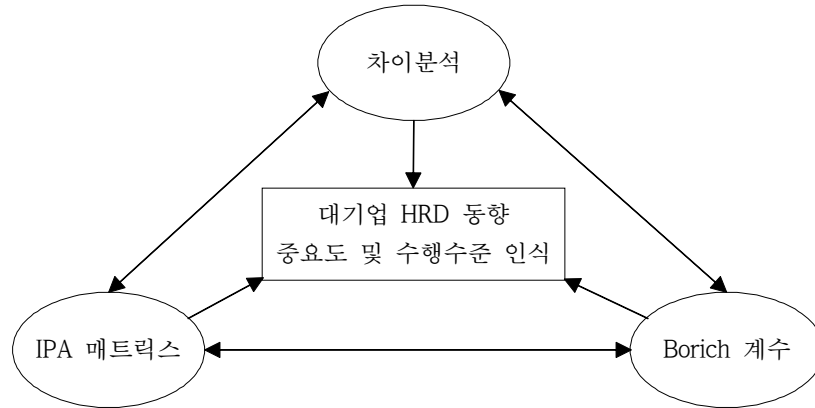 차이분석
대기업 HRD 동향
중요도 및 수행수준 인식
IPA 매트릭스
Borich 계수